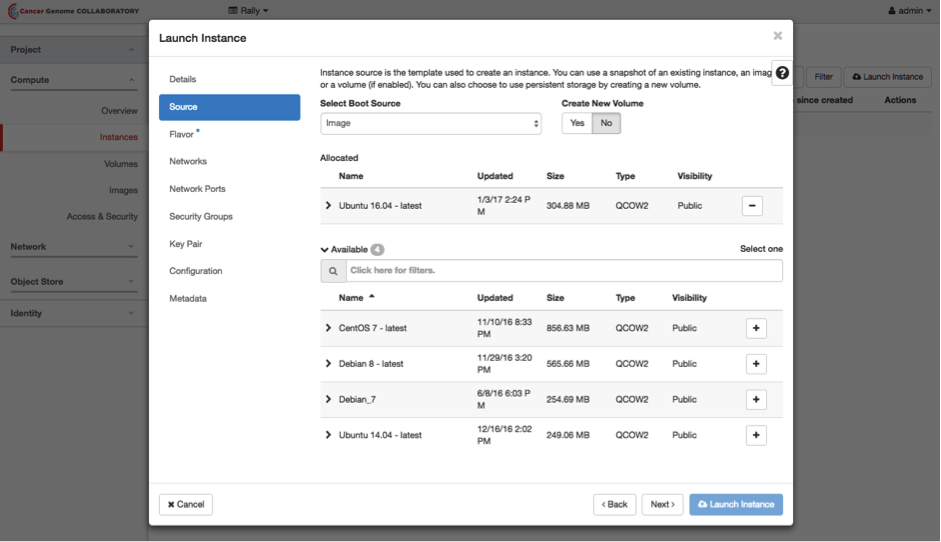 Cancer Genome COLLABORATORY
Rally
admin
Project
Compute
Overview
Instances
Volumes
Images
Access & Security
Network
Object Store
Identity
Filter
Launch Instance
since created
Actions
Launch Instance
Details
Source
Flavor *
Networks
Network Ports
Security Groups
Key Pair
Configuration
Metadata
Instance source is the template used to create an instance. You can use a snapshot of an existing instance, an imag
or a volume (if enabled). You can also choose to use persistent storage by creating a new volume.
?
Select Boot Source
Create New Volume
Image
Yes No
Allocated
Name Updated Size Type Visibility
Ubuntu 16.04 - latest 1/3/17 2:24 P 304.88 MB QCOW2 Public
M
Available 4
Select one
Click here for filters.
Name Updated Size Type Visibility
CentOS 7 - latest 11/10/16 8:33 856.63 MB QCOW2 Public
PM
Debian 8 - latest 11/29/16 3:20 565.66 MB QCOW2 Public
PM
Debian_7 6/8/16 6:03 P 254.69 MB QCOW2 Public
M
Ubuntu 14.04 - latest 12/16/16 2:02 249.06 MB QCOW2 Public
PM
Cancel
‹ Back
Next ›
Launch Instance